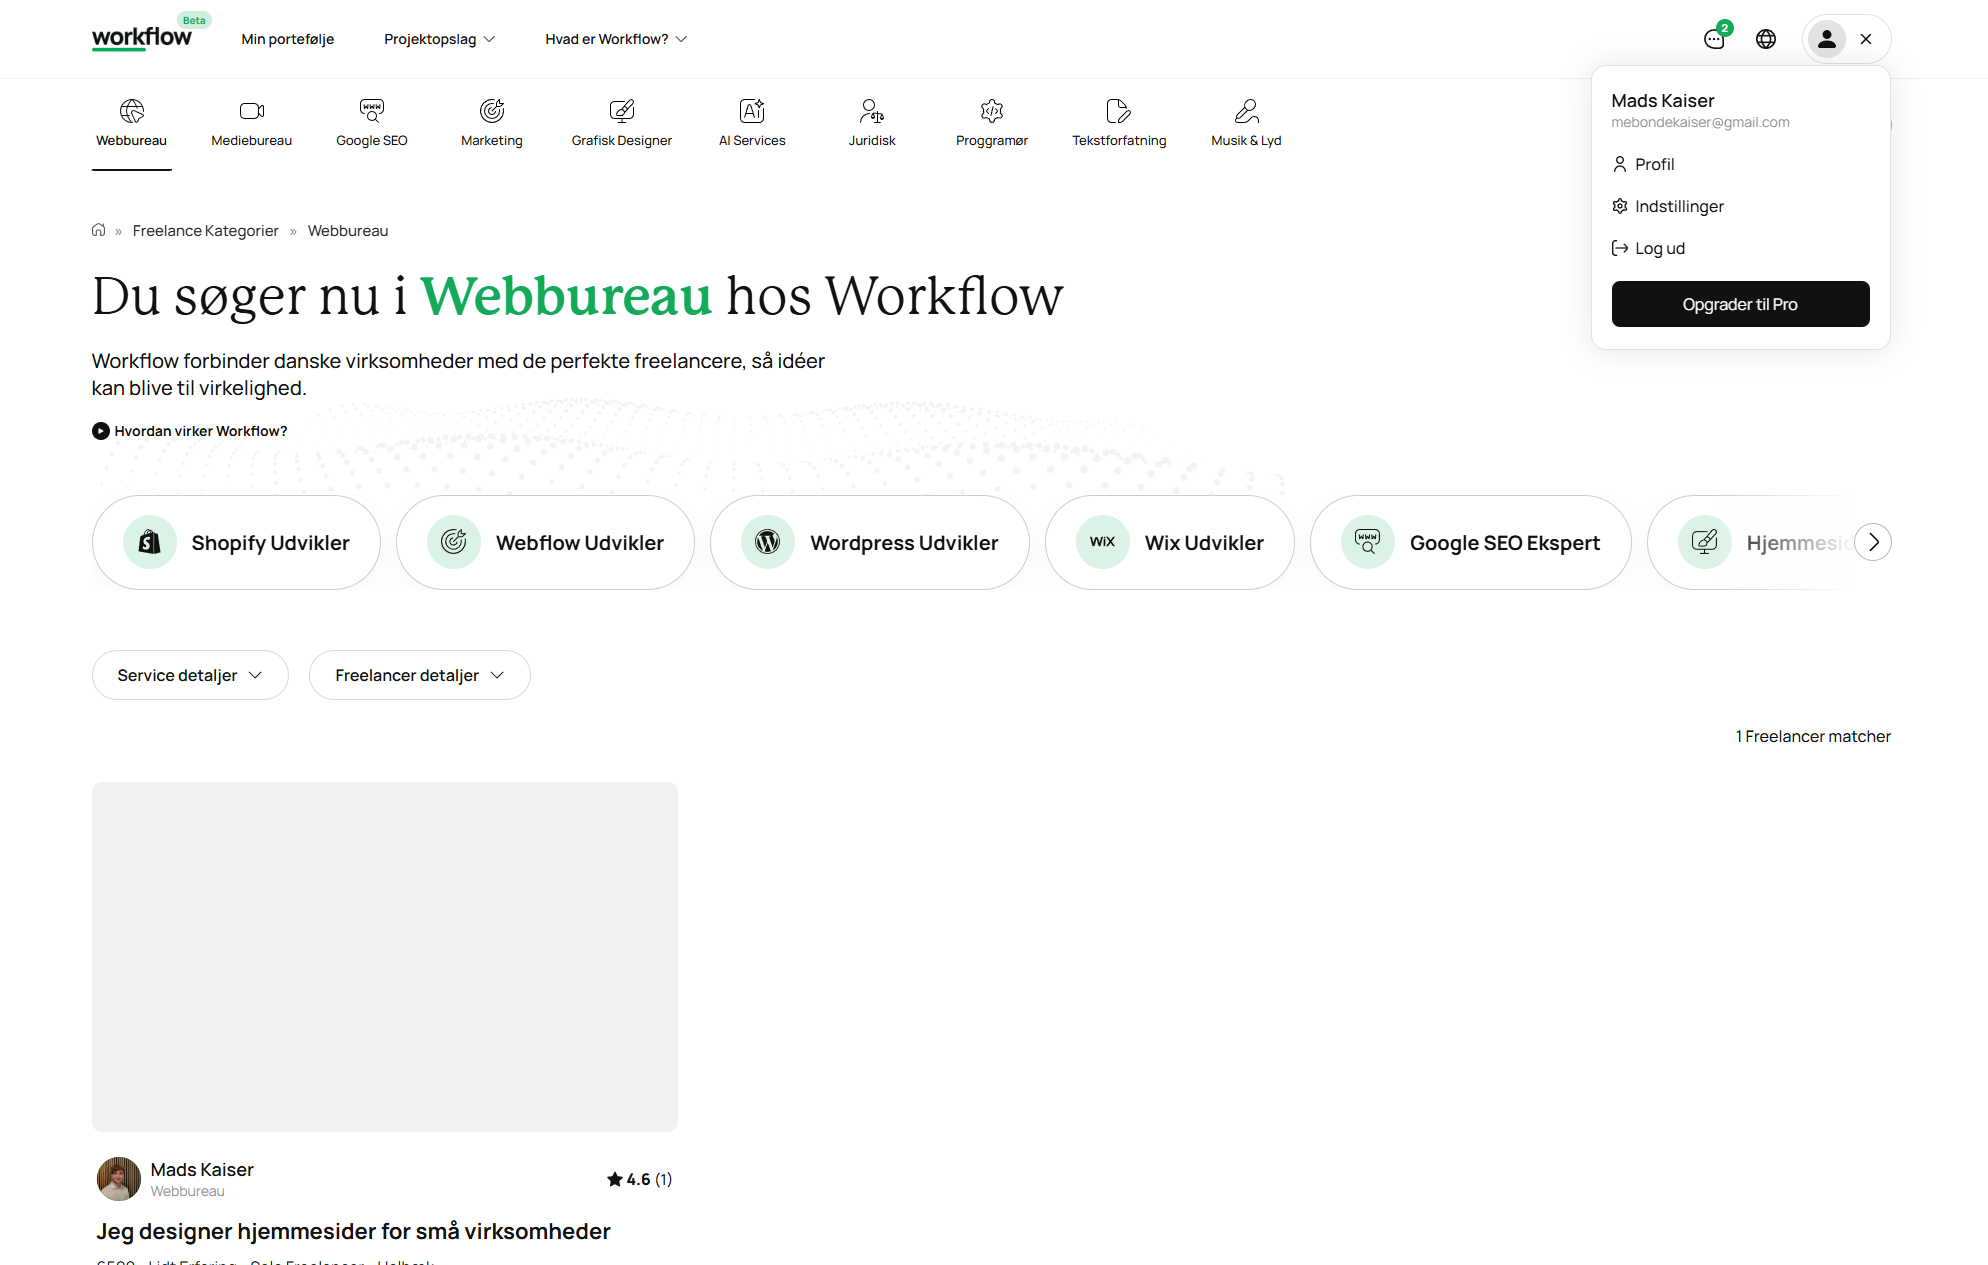 workflow
Beta
Min portefølje
Projektopslag
Hvad er Workflow?
2
Mads Kaiser
mebondekaiser@gmail.com
Profil
Indstillinger
Log ud
Opgrader til Pro
Webbureau
Mediebureau
Google SEO
Marketing
Grafisk Designer
AI Services
Juridisk
Proggramør
Tekstforfatning
Musik & Lyd
» Freelance Kategorier » Webbureau
Du søger nu i Webbureau hos Workflow
Workflow forbinder danske virksomheder med de perfekte freelancere, så idéer
kan blive til virkelighed.
Hvordan virker Workflow?
Shopify Udvikler
Webflow Udvikler
Wordpress Udvikler
WiX
Wix Udvikler
WWW
Google SEO Ekspert
Service detaljer
Freelancer detaljer
1 Freelancer matcher
Mads Kaiser
Webbureau
4.6 (1)
Jeg designer hjemmesider for små virksomheder